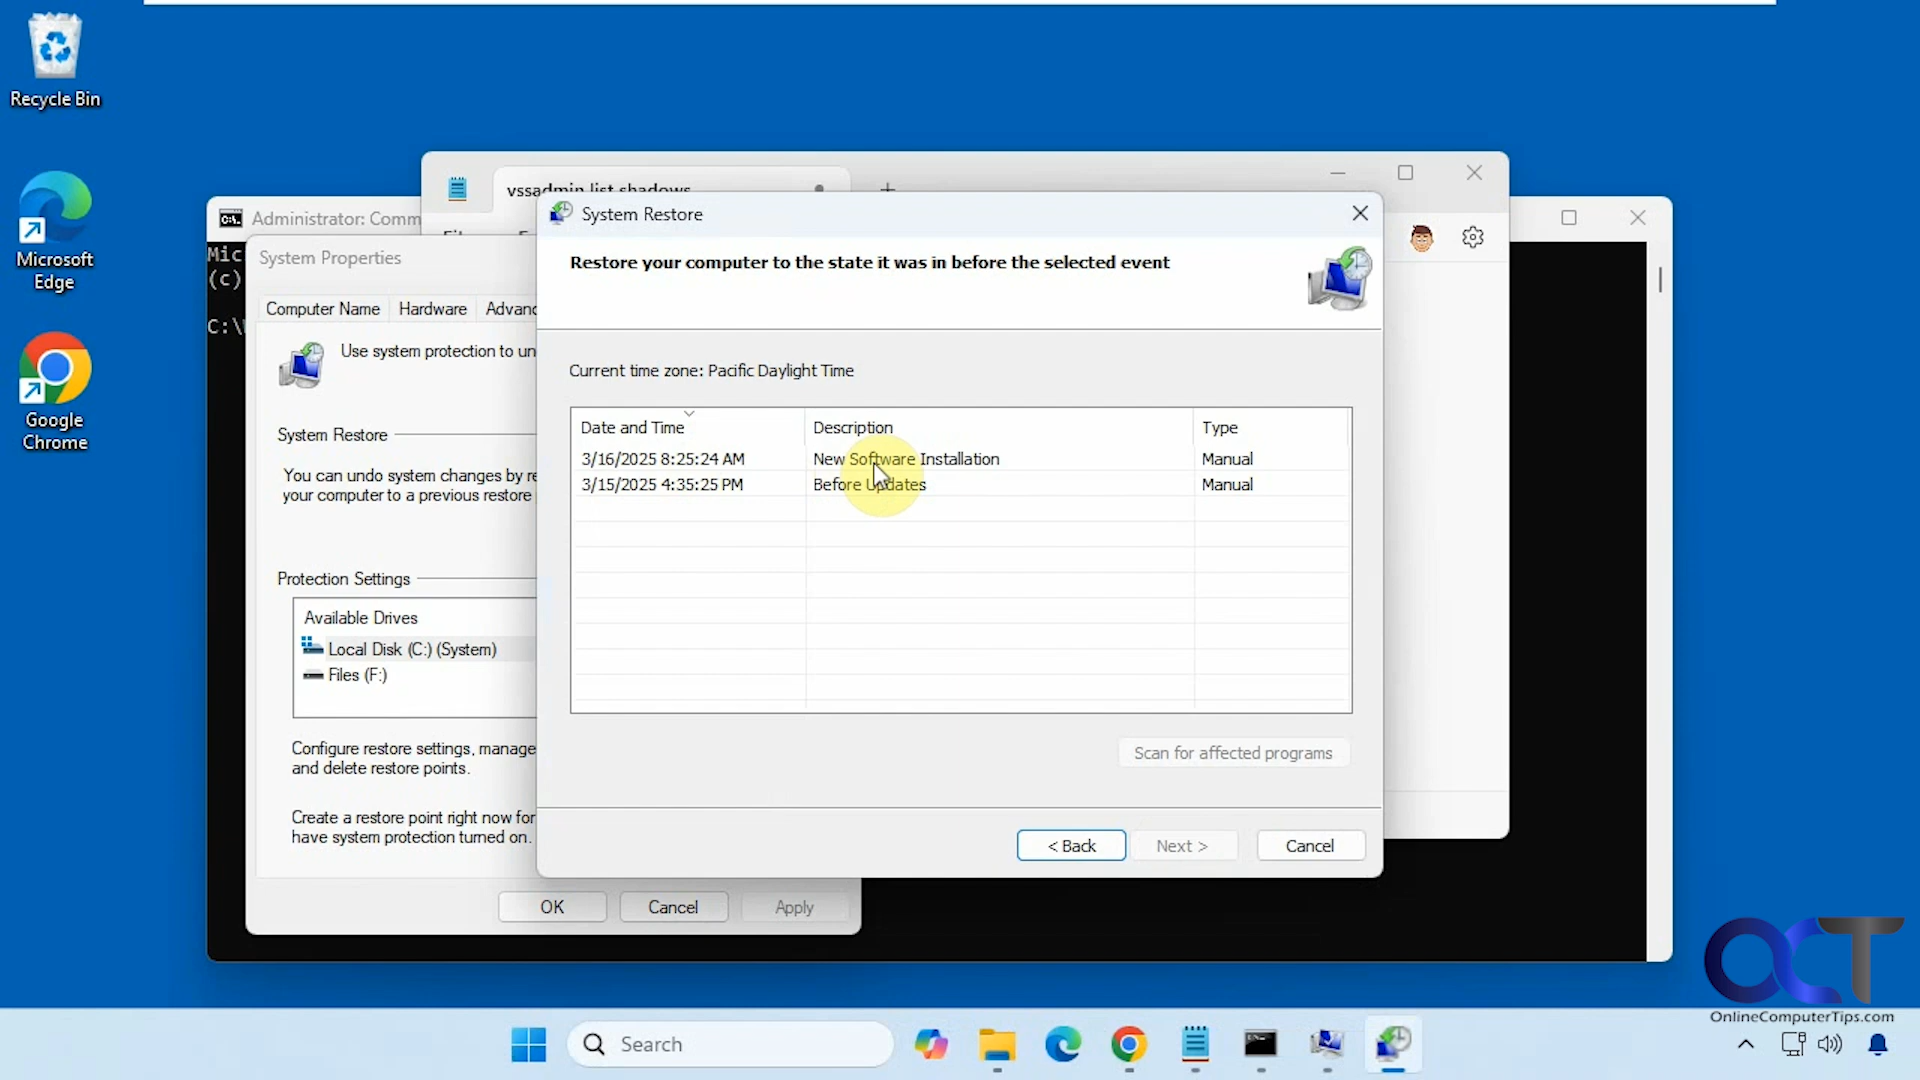 Recycle Bin
Microsoft
Edge
Google
Chrome
vssadmin list shadows
Administrator: Comm
Mic
(c)
C:\
System Properties
Computer Name
Hardware
Advanc
Use system protection to un
System Restore
You can undo system changes by re
your computer to a previous restore
Protection Settings
Available Drives
Local Disk (C:) (System)
Files (F:)
Configure restore settings, manage
and delete restore points.
Create a restore point right now for
have system protection turned on.
OK
Cancel
Apply
System Restore
Restore your computer to the state it was in before the selected event
Current time zone: Pacific Daylight Time
Date and Time Description Type
3/16/2025 8:25:24 AM New Software Installation Manual
3/15/2025 4:35:25 PM Before Updates Manual
Scan for affected programs
< Back
Next >
Cancel
OCT
OnlineComputerTips.com
Search